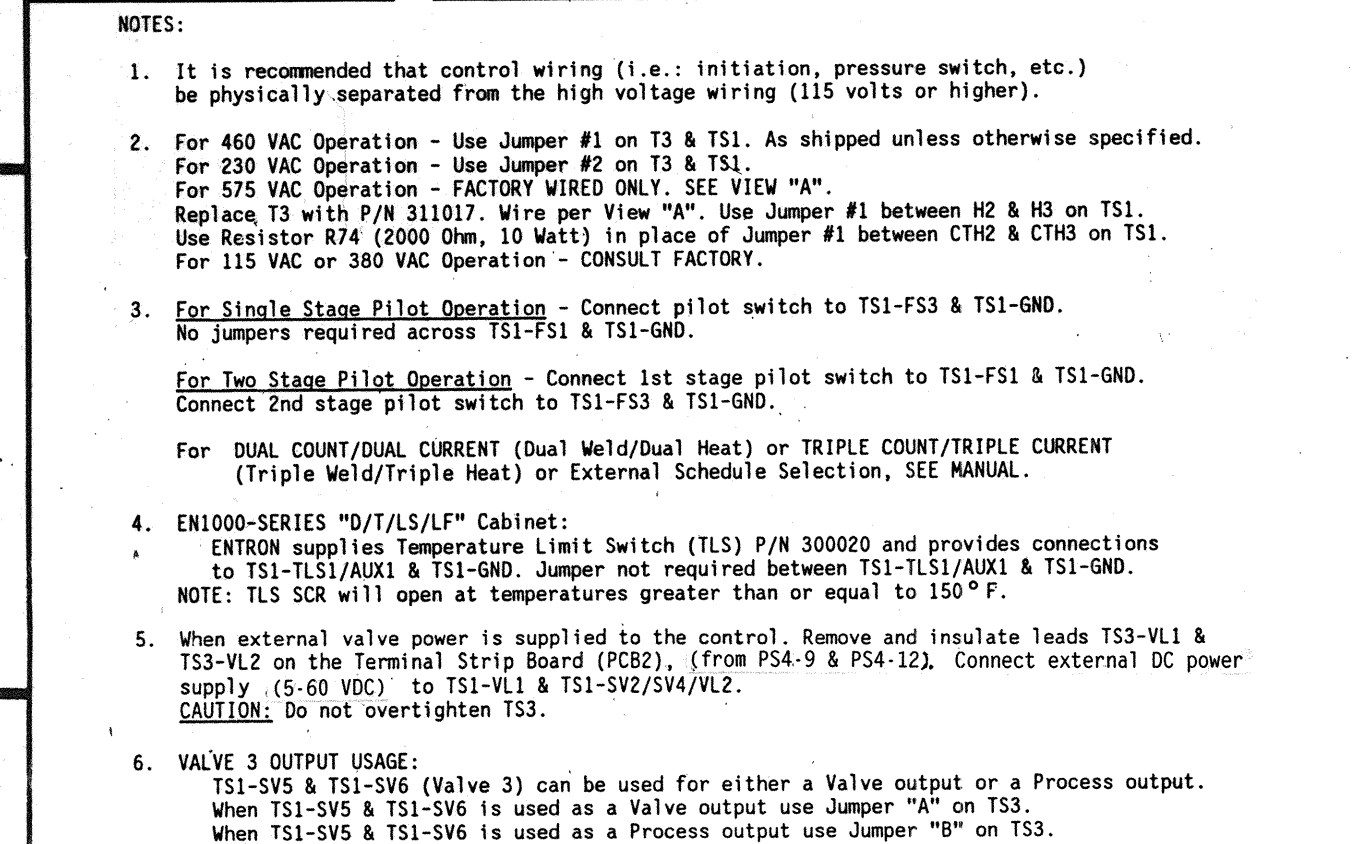 NOTES:
1. It is recommended that control wiring (i.e.: initiation, pressure switch, etc.)
be physically separated from the high voltage wiring (115 volts or higher).
2. For 460 VAC Operation - Use Jumper #1 on T3 & TS1. As shipped unless otherwise specified.
For 230 VAC Operation - Use Jumper #2 on T3 & TS1.
For 575 VAC Operation - FACTORY WIRED ONLY. SEE VIEW "A".
Replace T3 with P/N 311017. Wire per View "A". Use Jumper #1 between H2 & H3 on TS1.
Use Resistor R74 (2000 Ohm, 10 Watt) in place of Jumper #1 between CTH2 & CTH3 on TS1.
For 115 VAC or 380 VAC Operation - CONSULT FACTORY.
3. For Single Stage Pilot Operation - Connect pilot switch to TS1-FS3 & TS1-GND.
No jumpers required across TS1-FS1 & TS1-GND.
For Two Stage Pilot Operation - Connect 1st stage pilot switch to TS1-FS1 & TS1-GND.
Connect 2nd stage pilot switch to TS1-FS3 & TS1-GND.
For DUAL COUNT/DUAL CURRENT (Dual Weld/Dual Heat) or TRIPLE COUNT/TRIPLE CURRENT
(Triple Weld/Triple Heat) or External Schedule Selection, SEE MANUAL.
4. EN1000-SERIES "D/T/LS/LF" Cabinet:
ENTRON supplies Temperature Limit Switch (TLS) P/N 300020 and provides connections
to TS1-TLS1/AUX1 & TS1-GND. Jumper not required between TS1-TLS1/AUX1 & TS1-GND.
NOTE: TLS SCR will open at temperatures greater than or equal to 150° F.
5. When external valve power is supplied to the control. Remove and insulate leads TS3-VL1 &
TS3-VL2 on the Terminal Strip Board (PCB2), (from PS4-9 & PS4-12). Connect external DC power
supply (5-60 VDC) to TS1-VL1 & TS1-SV2/SV4/VL2.
CAUTION: Do not overtighten TS3.
6. VALVE 3 OUTPUT USAGE:
TS1-SV5 & TS1-SV6 (Valve 3) can be used for either a Valve output or a Process output.
When TS1-SV5 & TS1-SV6 is used as a Valve output use Jumper "A" on TS3.
When TS1-SV5 & TS1-SV6 is used as a Process output use Jumper "B" on TS3.